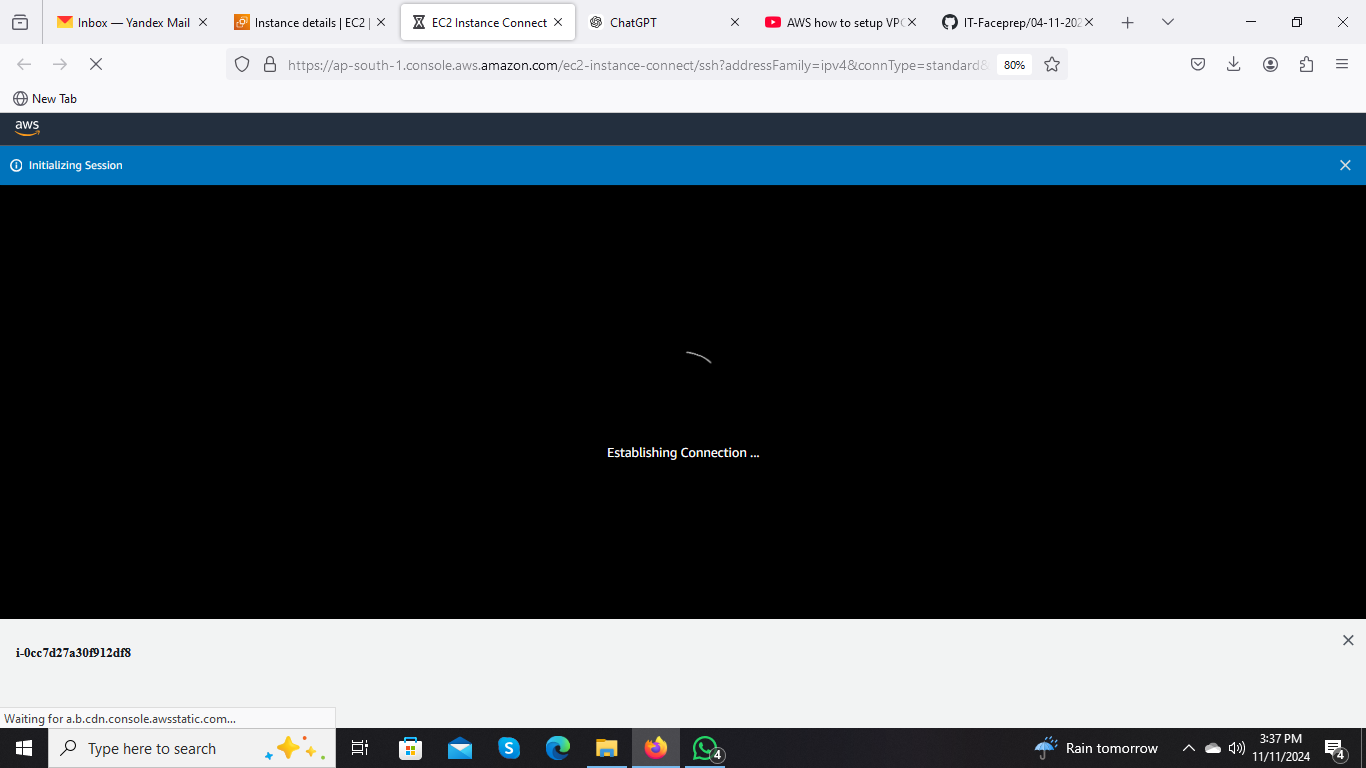 Inbox — Yandex Mail
Instance details | EC2 |
EC2 Instance Connect
ChatGPT
AWS how to setup VPC
IT-Faceprep/04-11-202
https://ap-south-1.console.aws.amazon.com/ec2-instance-connect/ssh?addressFamily=ipv4&connType=standard&
80%
New Tab
aws
Initializing Session
Establishing Connection ...
i-0cc7d27a30f912df8
Waiting for a.b.cdn.console.awsstatic.com...
Type here to search
4
Rain tomorrow
3:37 PM
11/11/2024
4